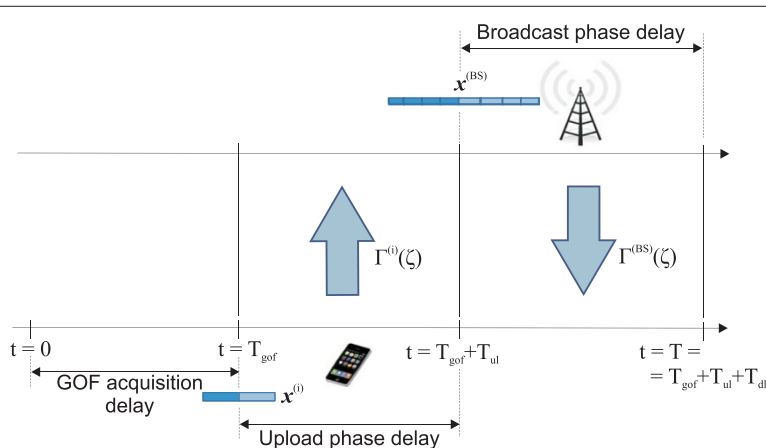 Broadcast phase delay
x^(BS)
Γ^(i)(ζ)
Γ^(BS)(ζ)
t = 0
t = T_gof
t = T_gof+T_ul
t = T =
= T_gof+T_ul+T_dl
GOF acquisition
delay
x^(i)
Upload phase delay